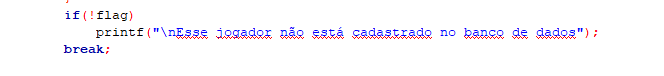 if(!flag)
printf("\nEsse jogador não está cadastrado no banco de dados");
break;